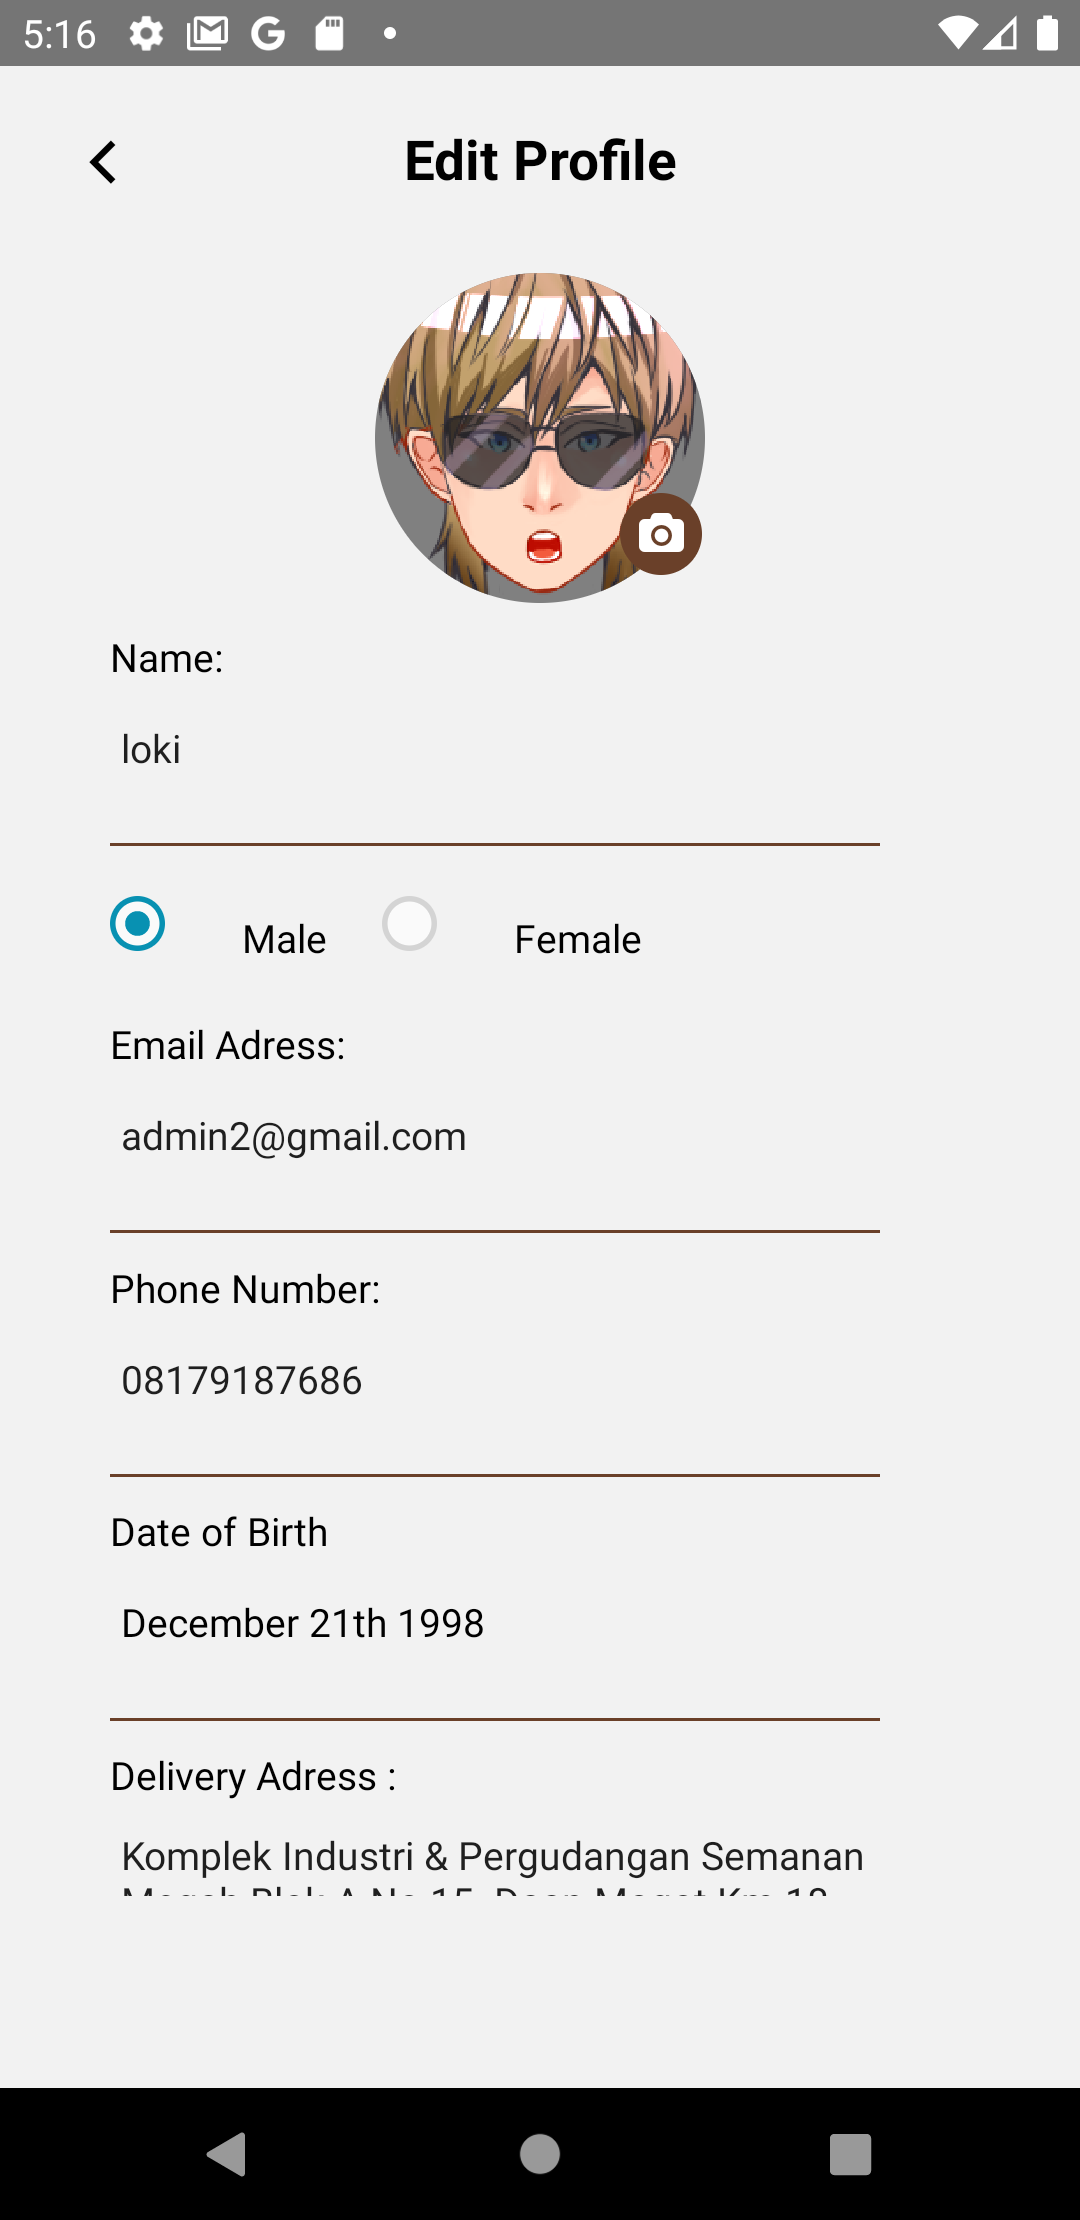 5:16
Edit Profile
Name:
loki
Male
Female
Email Adress:
admin2@gmail.com
Phone Number:
08179187686
Date of Birth
December 21th 1998
Delivery Adress :
Komplek Industri & Pergudangan Semanan